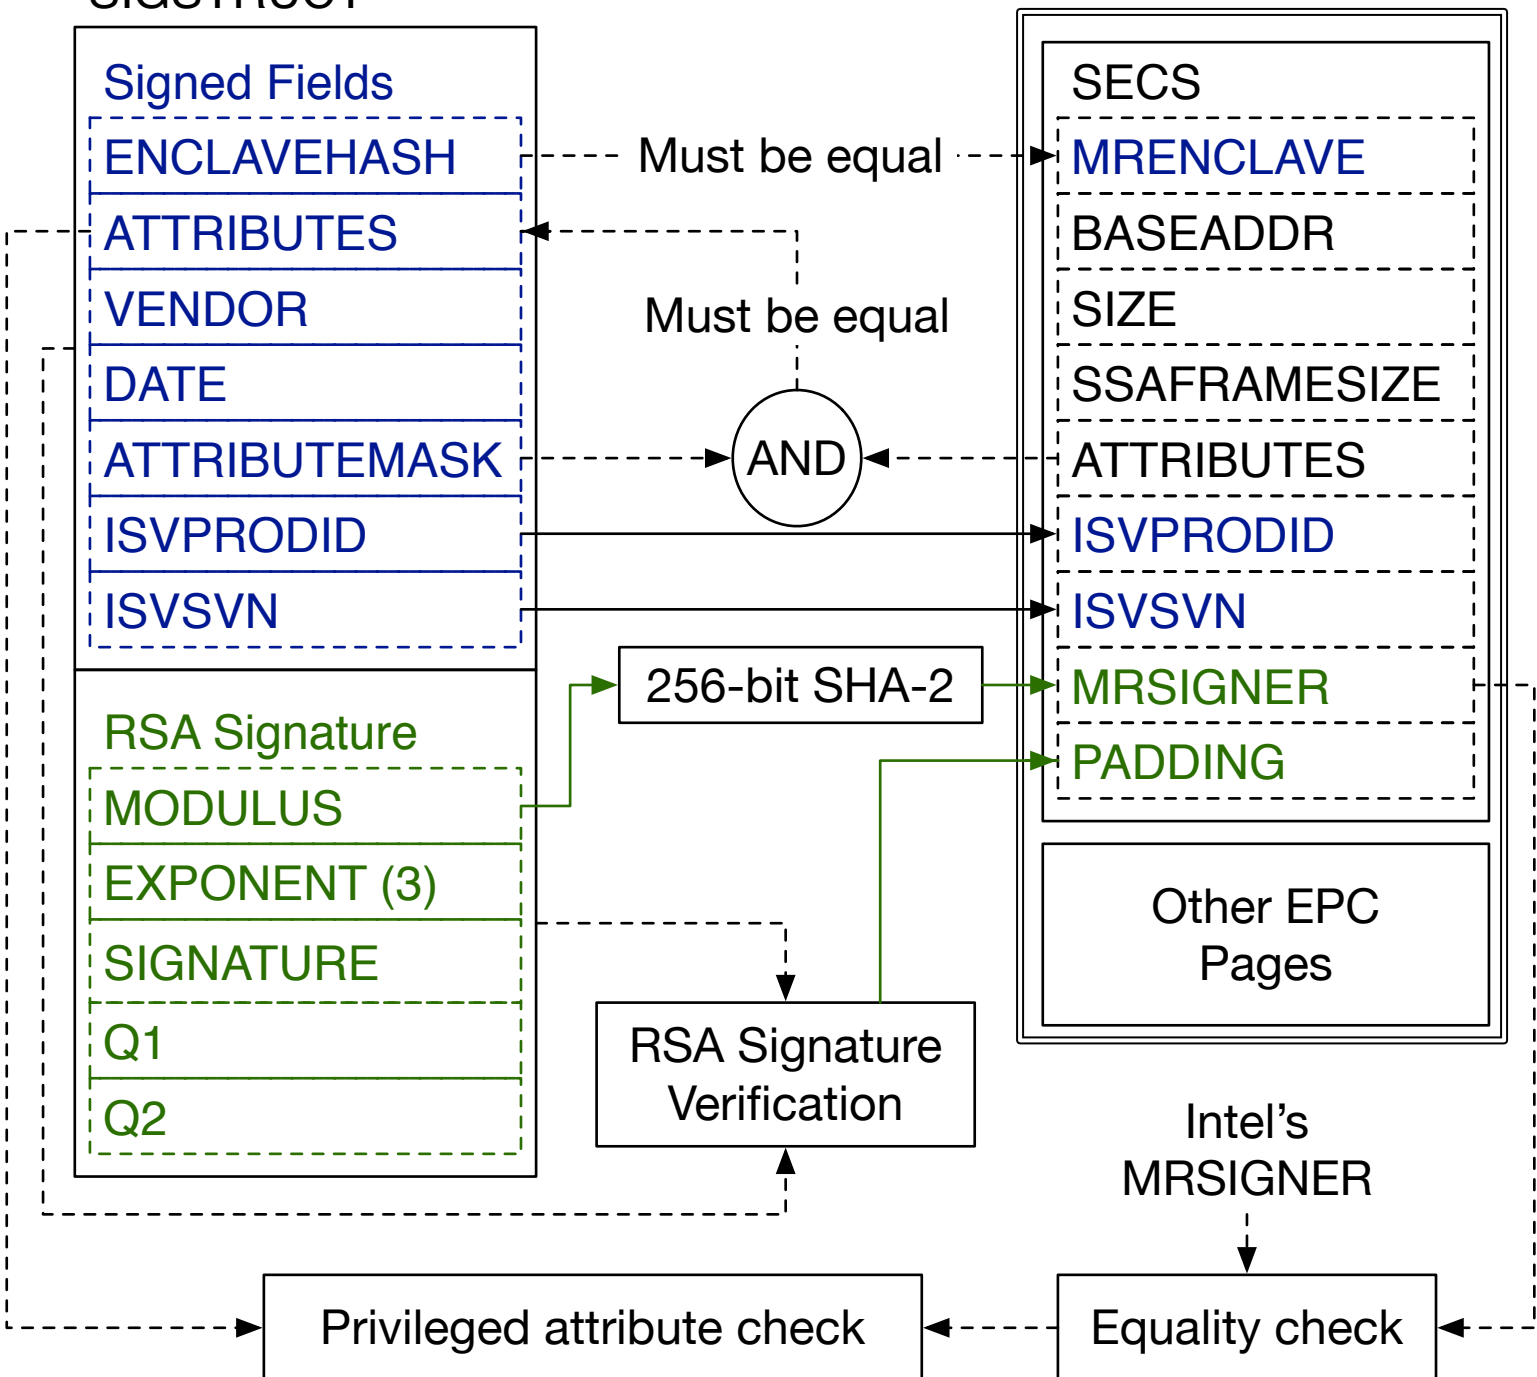 SIGSTRUCT
Signed Fields
ENCLAVEHASH
ATTRIBUTES
VENDOR
DATE
ATTRIBUTEMASK
ISVPRODID
ISVSVN
RSA Signature
MODULUS
EXPONENT (3)
SIGNATURE
Q1
Q2
Must be equal
Must be equal
AND
256-bit SHA-2
RSA Signature
Verification
SECS
MRENCLAVE
BASEADDR
SIZE
SSAFRAMESIZE
ATTRIBUTES
ISVPRODID
ISVSVN
MRSIGNER
PADDING
Other EPC
Pages
Intel’s
MRSIGNER
Privileged attribute check
Equality check